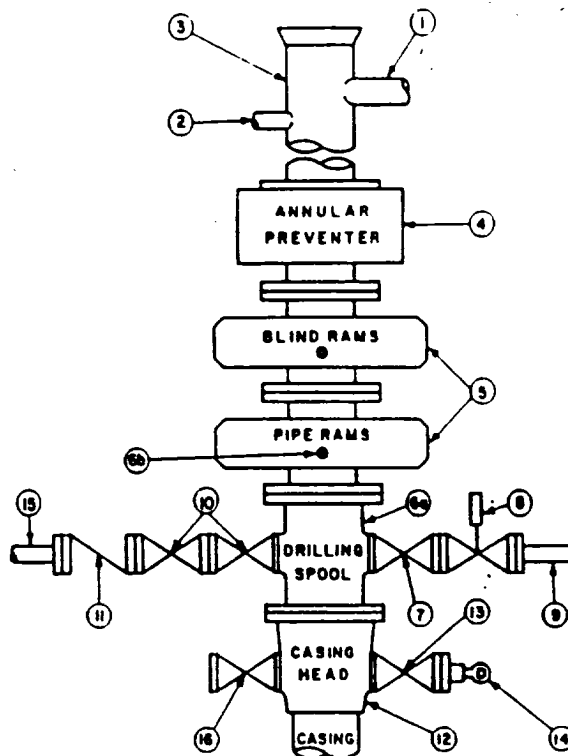 1
3
2
ANNULAR
PREVENTER
4
BLIND RAMS
5
PIPE RAMS
6b
15
10
6a
8
DRILLING
SPOOL
11
7
13
9
CASING
HEAD
16
12
14
CASING